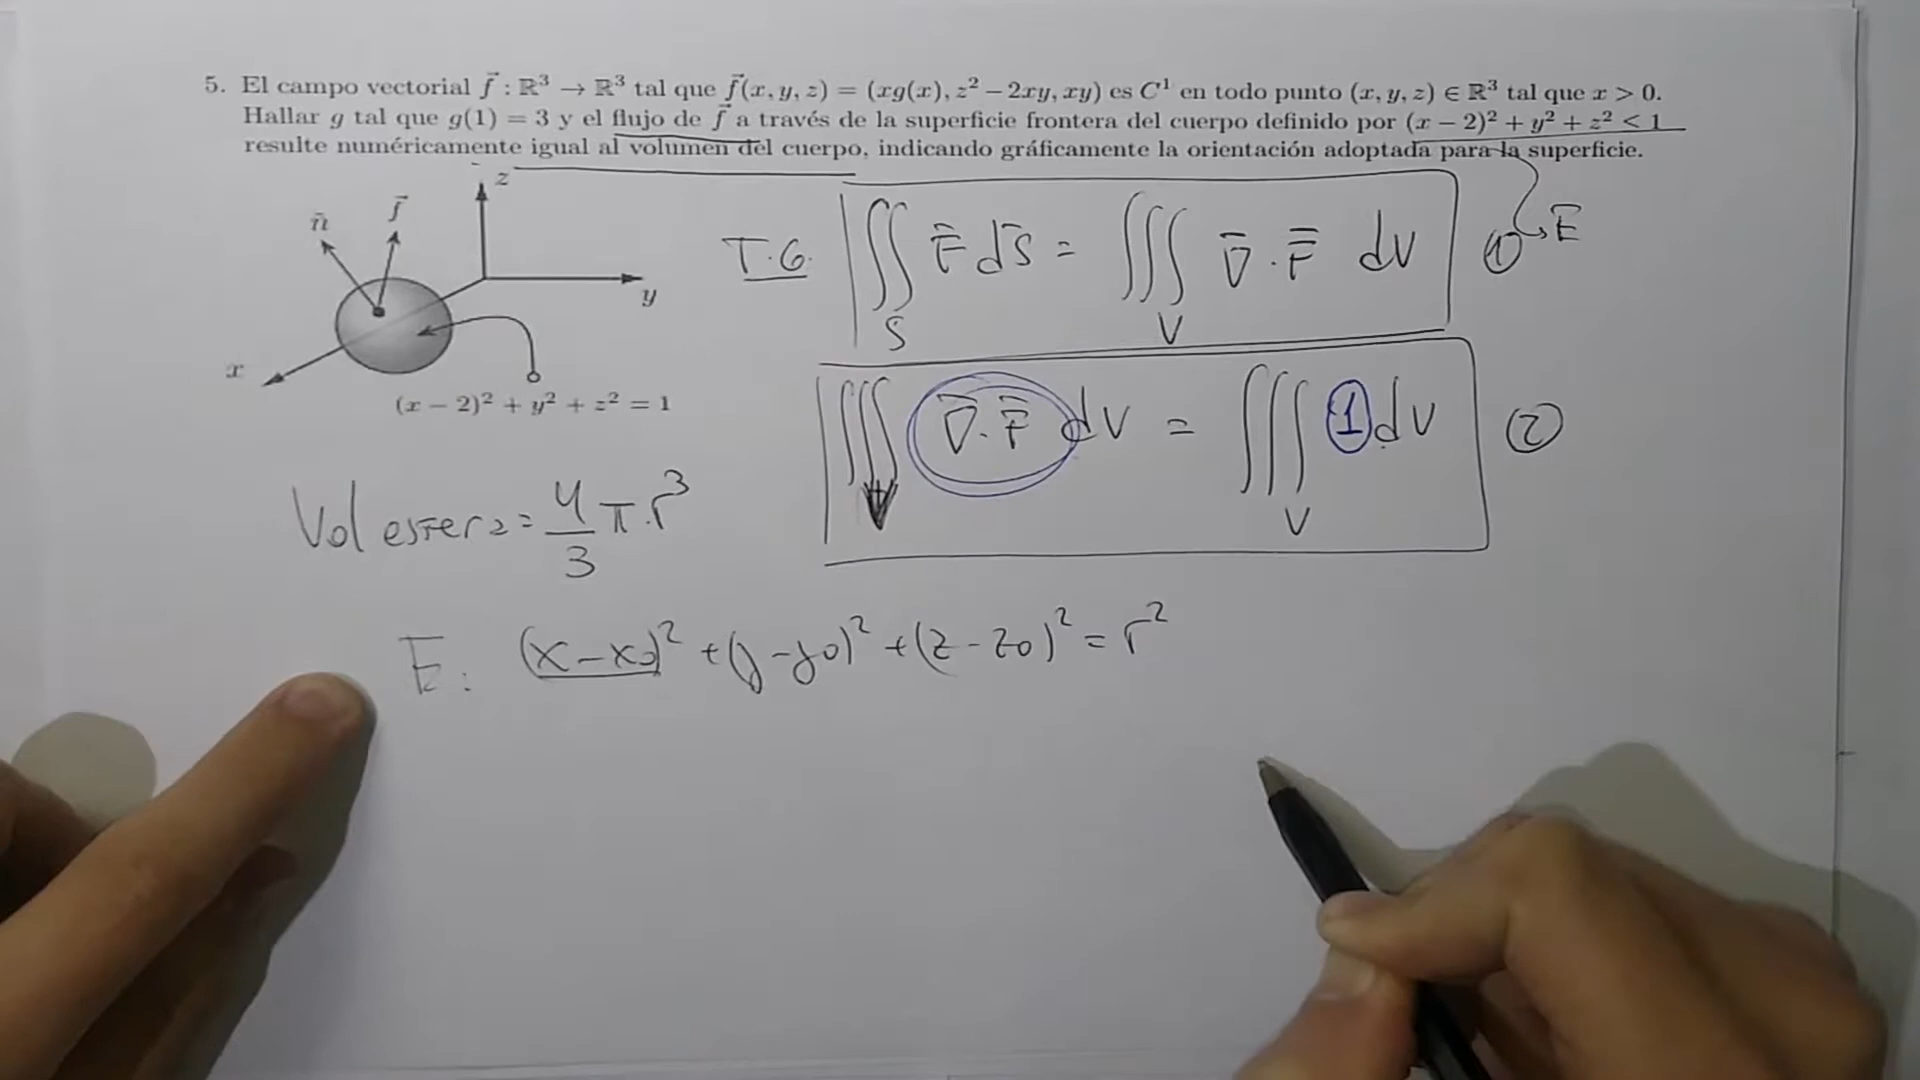 5. El campo vectorial f⃗ : ℝ³ → ℝ³ tal que f⃗(x, y, z) = (xg(x), z² − 2xy, xy) es C¹ en todo punto (x, y, z) ∈ ℝ³ tal que x > 0.
Hallar g tal que g(1) = 3 y el flujo de f⃗ a través de la superficie frontera del cuerpo definido por (x − 2)² + y² + z² < 1
resulte numéricamente igual al volumen del cuerpo, indicando gráficamente la orientación adoptada para la superficie.
z
n̄ f⃗
y
x
(x − 2)² + y² + z² = 1
T.G. ∬_S F̄ dS̄ = ∭_V ∇̄ · F̄ dV ① E
∭_V ∇̄ · F̄ dV = ∭_V 1 dV ②
Vol esfera = 4/3 π · r³
E: (x − x0)² + (y − y0)² + (z − z0)² = r²